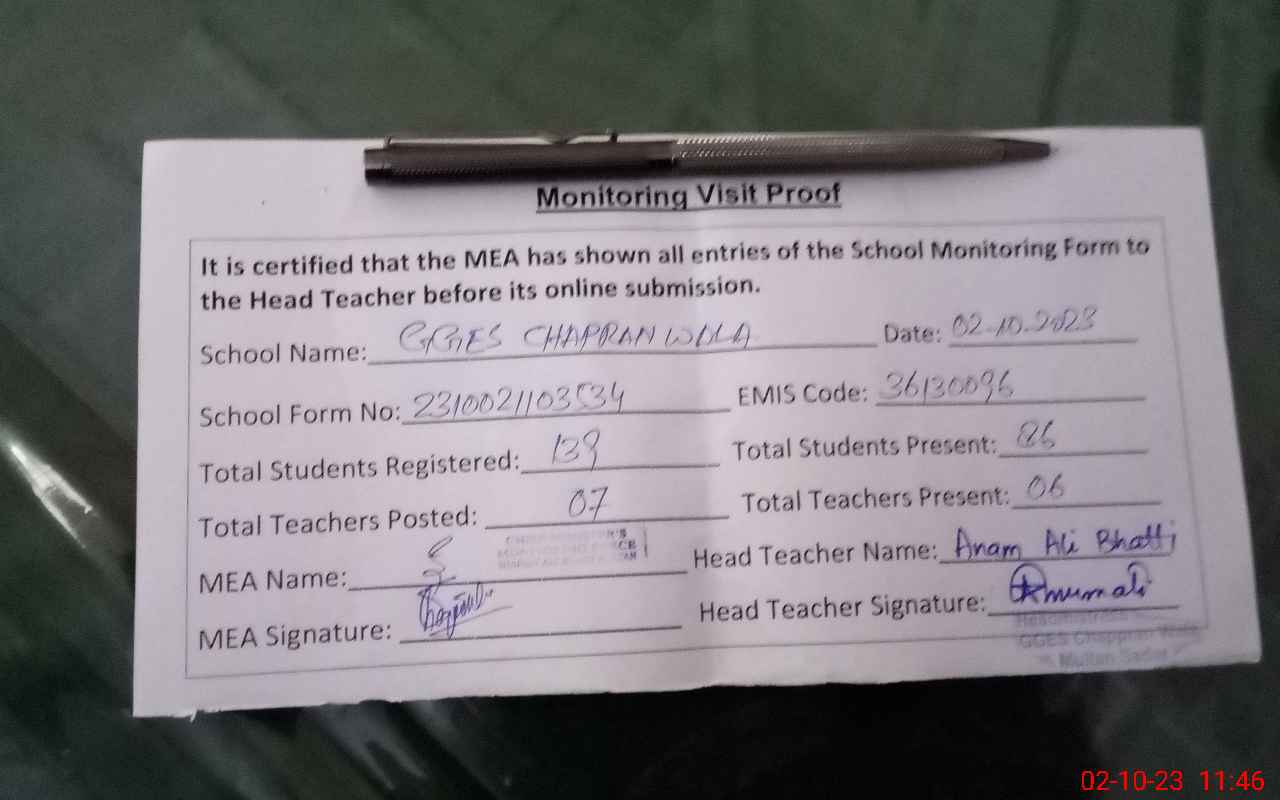 Monitoring Visit Proof
It is certified that the MEA has shown all entries of the School Monitoring Form to
the Head Teacher before its online submission.
School Name: GGES CHAPPRAN WALA Date: 02-10-2023
School Form No: 2310021103534 EMIS Code: 36130096
Total Students Registered: 139 Total Students Present: 86
Total Teachers Posted: 07 Total Teachers Present: 06
MEA Name: Head Teacher Name: Anam Ali Bhatti
MEA Signature: Head Teacher Signature:
GGES Chappran Wala
Multan Sadar
02-10-23 11:46